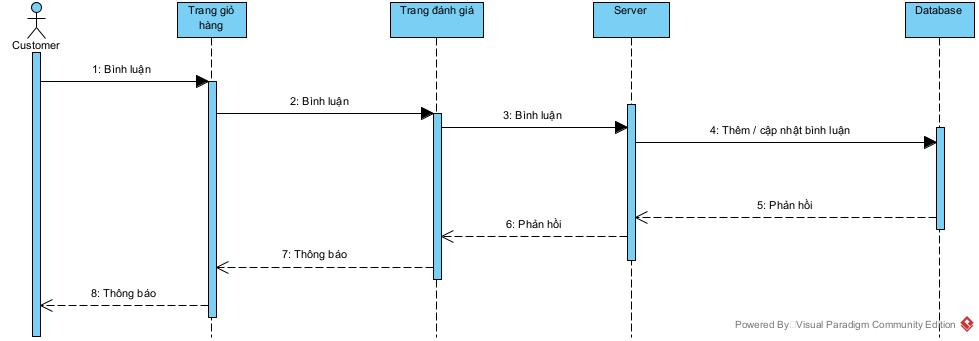 Trang giỏ
hàng
Trang đánh giá
Server
Database
Customer
1: Bình luận
2: Bình luận
3: Bình luận
4: Thêm / cập nhật bình luận
5: Phản hồi
6: Phản hồi
7: Thông báo
8: Thông báo
Powered By Visual Paradigm Community Edition